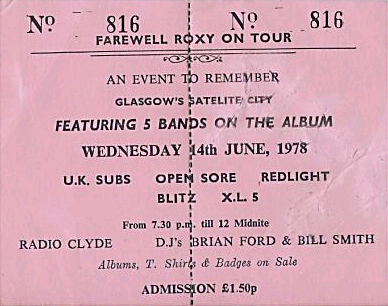 No 816 No 816
FAREWELL ROXY ON TOUR
AN EVENT TO REMEMBER
GLASGOW'S SATELITE CITY
FEATURING 5 BANDS ON THE ALBUM
WEDNESDAY 14th JUNE, 1978
U.K. SUBS OPEN SORE REDLIGHT
BLITZ X.L. 5
From 7.30 p.m. till 12 Midnite
RADIO CLYDE D.J's BRIAN FORD & BILL SMITH
Albums, T. Shirts & Badges on Sale
ADMISSION £1.50p